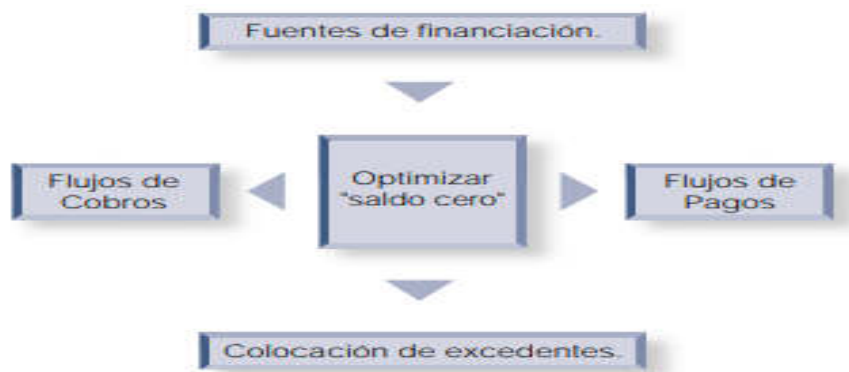 Fuentes de financiación.
Flujos de
Cobros
Optimizar
"saldo cero"
Flujos de
Pagos
Colocación de excedentes.